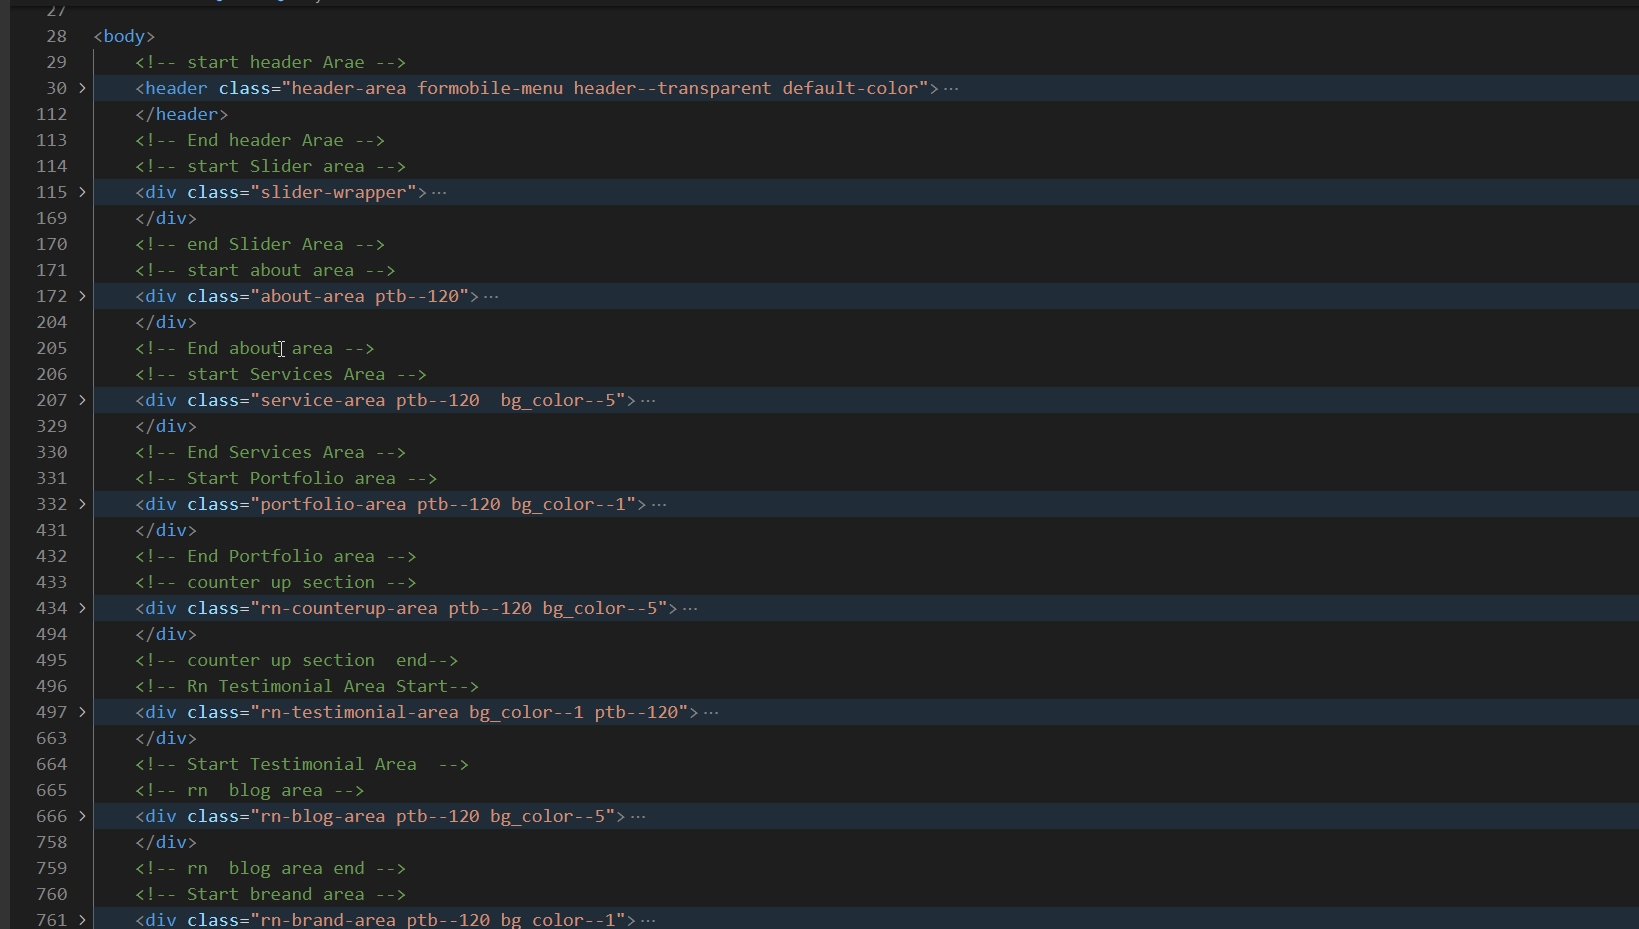 27
28 <body>
29 <!-- start header Arae -->
30 > <header class="header-area formobile-menu header--transparent default-color">···
112 </header>
113 <!-- End header Arae -->
114 <!-- start Slider area -->
115 > <div class="slider-wrapper">···
169 </div>
170 <!-- end Slider Area -->
171 <!-- start about area -->
172 > <div class="about-area ptb--120">···
204 </div>
205 <!-- End about area -->
206 <!-- start Services Area -->
207 > <div class="service-area ptb--120  bg_color--5">···
329 </div>
330 <!-- End Services Area -->
331 <!-- Start Portfolio area -->
332 > <div class="portfolio-area ptb--120 bg_color--1">···
431 </div>
432 <!-- End Portfolio area -->
433 <!-- counter up section -->
434 > <div class="rn-counterup-area ptb--120 bg_color--5">···
494 </div>
495 <!-- counter up section  end-->
496 <!-- Rn Testimonial Area Start-->
497 > <div class="rn-testimonial-area bg_color--1 ptb--120">···
663 </div>
664 <!-- Start Testimonial Area  -->
665 <!-- rn  blog area -->
666 > <div class="rn-blog-area ptb--120 bg_color--5">···
758 </div>
759 <!-- rn  blog area end -->
760 <!-- Start breand area -->
761 > <div class="rn-brand-area ptb--120 bg_color--1">···